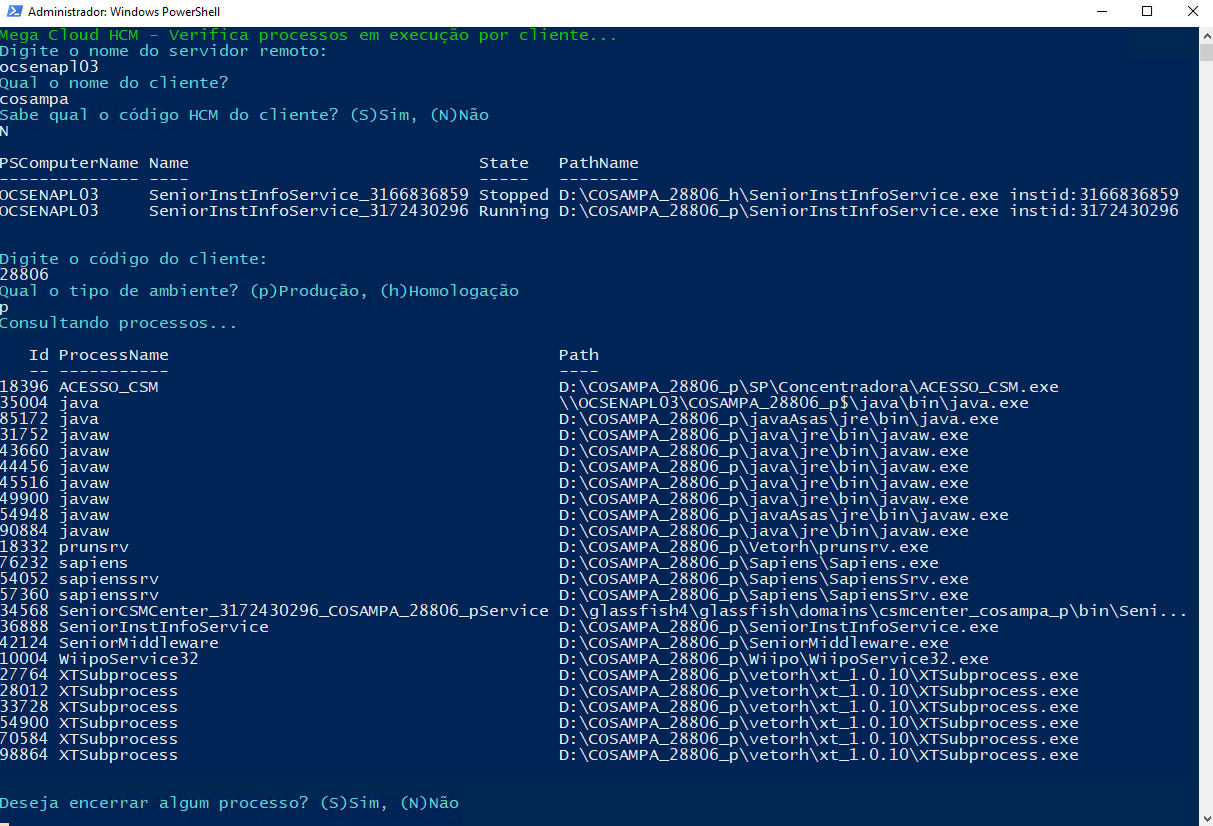 Administrador: Windows PowerShell
Mega Cloud HCM - Verifica processos em execução por cliente...
Digite o nome do servidor remoto:
ocsenapl03
Qual o nome do cliente?
cosampa
Sabe qual o código HCM do cliente? (S)Sim, (N)Não
N
PSComputerName Name State PathName
-------------- ---- ----- --------
OCSENAPL03 SeniorInstInfoService_3166836859 Stopped D:\COSAMPA_28806_h\SeniorInstInfoService.exe instid:3166836859
OCSENAPL03 SeniorInstInfoService_3172430296 Running D:\COSAMPA_28806_p\SeniorInstInfoService.exe instid:3172430296
Digite o código do cliente:
28806
Qual o tipo de ambiente? (p)Produção, (h)Homologação
p
Consultando processos...
Id ProcessName Path
-- ----------- ----
18396 ACESSO_CSM D:\COSAMPA_28806_p\SP\Concentradora\ACESSO_CSM.exe
35004 java \\OCSENAPL03\COSAMPA_28806_p$\java\bin\java.exe
85172 java D:\COSAMPA_28806_p\javaAsas\jre\bin\java.exe
31752 javaw D:\COSAMPA_28806_p\java\jre\bin\javaw.exe
43660 javaw D:\COSAMPA_28806_p\java\jre\bin\javaw.exe
44456 javaw D:\COSAMPA_28806_p\java\jre\bin\javaw.exe
45516 javaw D:\COSAMPA_28806_p\java\jre\bin\javaw.exe
49900 javaw D:\COSAMPA_28806_p\java\jre\bin\javaw.exe
54948 javaw D:\COSAMPA_28806_p\javaAsas\jre\bin\javaw.exe
90884 javaw D:\COSAMPA_28806_p\java\jre\bin\javaw.exe
18332 prunsrv D:\COSAMPA_28806_p\Vetorh\prunsrv.exe
76232 sapiens D:\COSAMPA_28806_p\Sapiens\Sapiens.exe
54052 sapienssrv D:\COSAMPA_28806_p\Sapiens\SapiensSrv.exe
57360 sapienssrv D:\COSAMPA_28806_p\Sapiens\SapiensSrv.exe
34568 SeniorCSMCenter_3172430296_COSAMPA_28806_pService D:\glassfish4\glassfish\domains\csmcenter_cosampa_p\bin\Seni...
36888 SeniorInstInfoService D:\COSAMPA_28806_p\SeniorInstInfoService.exe
42124 SeniorMiddleware D:\COSAMPA_28806_p\SeniorMiddleware.exe
10004 WiipoService32 D:\COSAMPA_28806_p\Wiipo\WiipoService32.exe
27764 XTSubprocess D:\COSAMPA_28806_p\vetorh\xt_1.0.10\XTSubprocess.exe
28012 XTSubprocess D:\COSAMPA_28806_p\vetorh\xt_1.0.10\XTSubprocess.exe
33728 XTSubprocess D:\COSAMPA_28806_p\vetorh\xt_1.0.10\XTSubprocess.exe
54900 XTSubprocess D:\COSAMPA_28806_p\vetorh\xt_1.0.10\XTSubprocess.exe
70584 XTSubprocess D:\COSAMPA_28806_p\vetorh\xt_1.0.10\XTSubprocess.exe
98864 XTSubprocess D:\COSAMPA_28806_p\vetorh\xt_1.0.10\XTSubprocess.exe
Deseja encerrar algum processo? (S)Sim, (N)Não